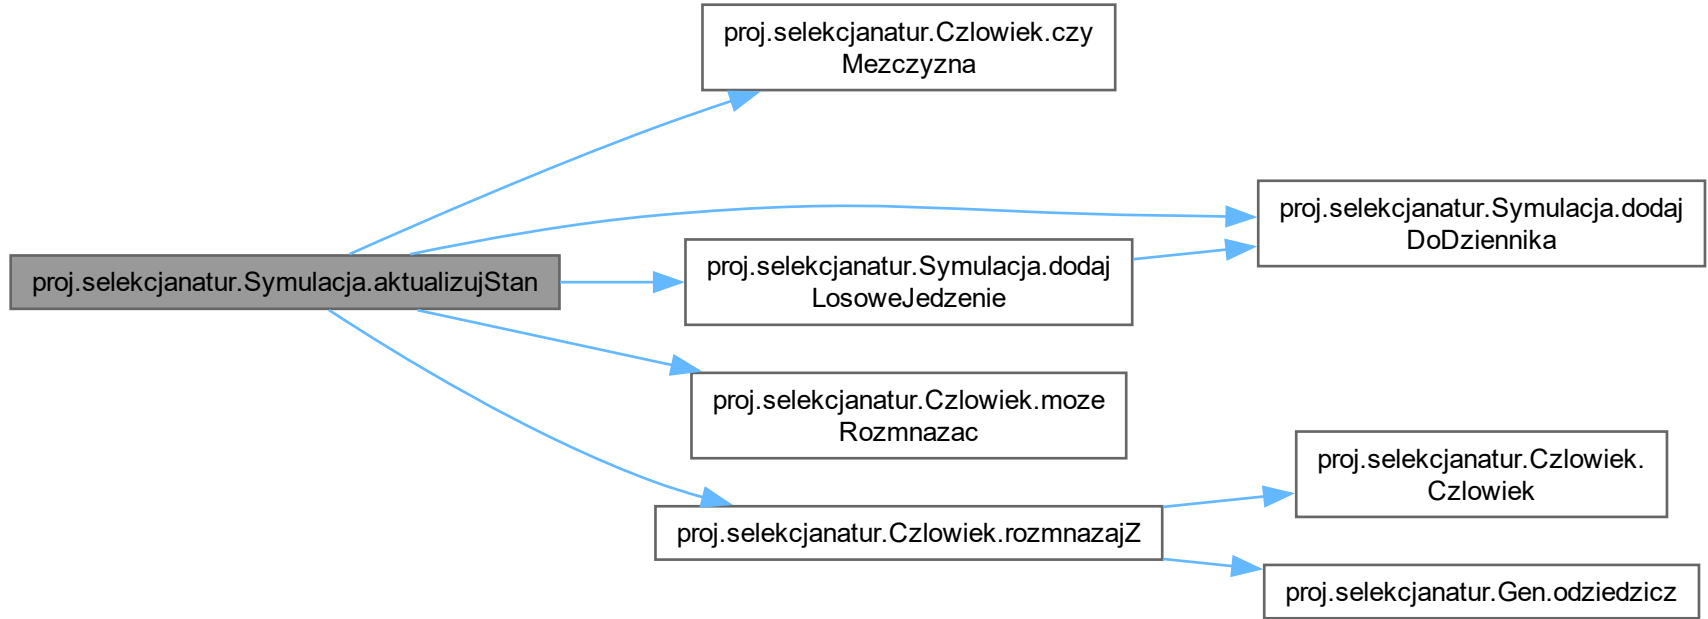 proj.selekcjanatur.Czlowiek.czy
Mezczyzna
proj.selekcjanatur.Symulacja.dodaj
DoDziennika
proj.selekcjanatur.Symulacja.aktualizujStan
proj.selekcjanatur.Symulacja.dodaj
LosoweJedzenie
proj.selekcjanatur.Czlowiek.moze
Rozmnazac
proj.selekcjanatur.Czlowiek.
Czlowiek
proj.selekcjanatur.Czlowiek.rozmnazajZ
proj.selekcjanatur.Gen.odziedzicz